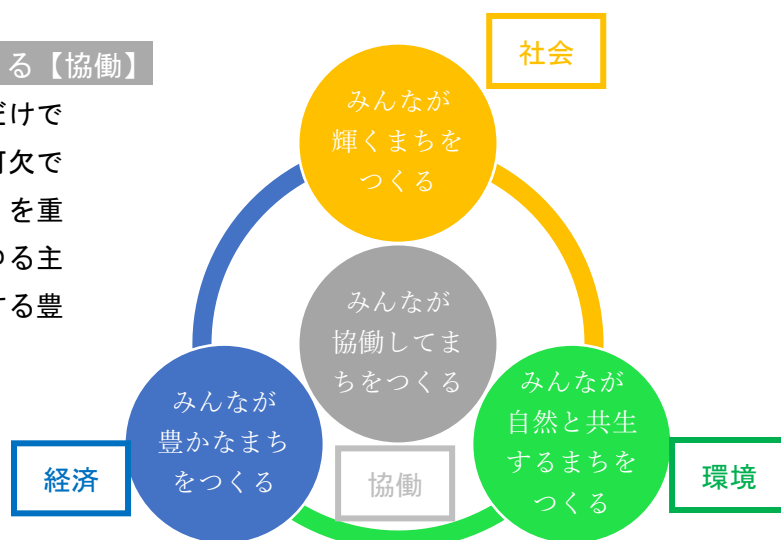 る【協働】
だけで
可欠で
を重
ゆる主
する豊
社会
みんなが
輝くまちを
つくる
みんなが
協働してま
ちをつくる
みんなが
豊かなまち
をつくる
みんなが
自然と共生
するまちを
つくる
経済
協働
環境